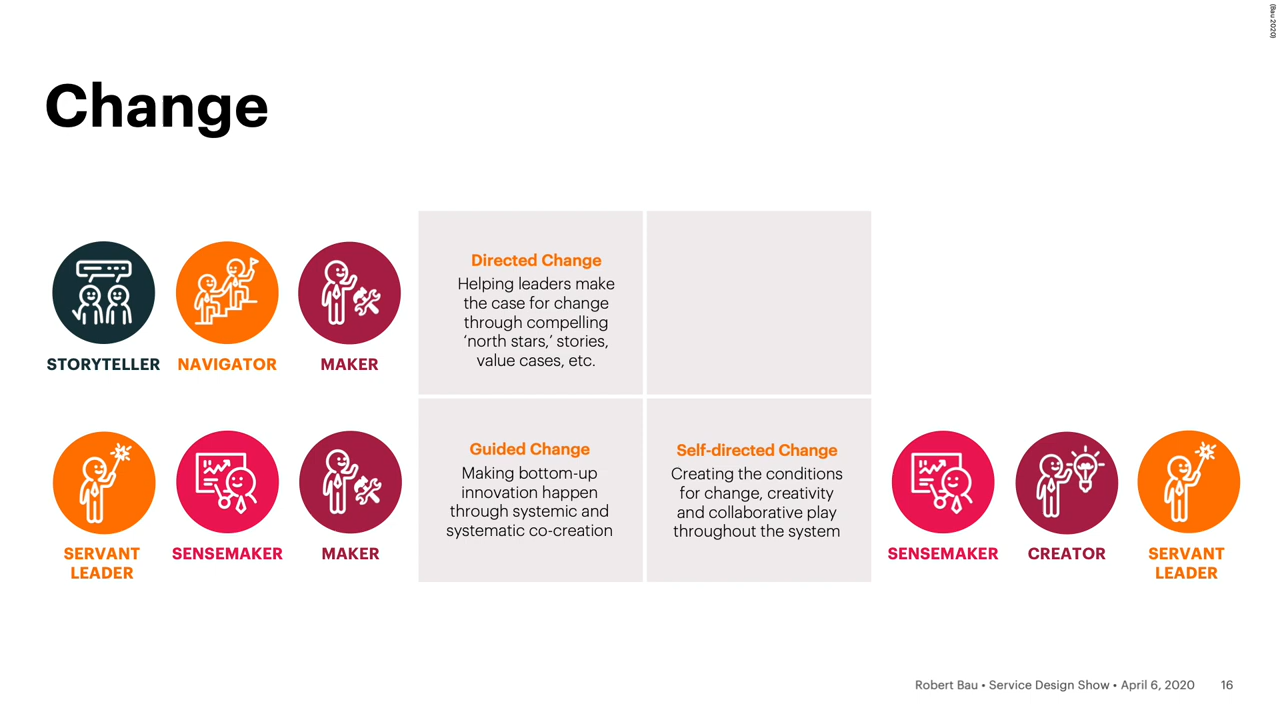 (Bau 2020)
Change
STORYTELLER
NAVIGATOR
MAKER
Directed Change
Helping leaders make
the case for change
through compelling
‘north stars,’ stories,
value cases, etc.
SERVANT
LEADER
SENSEMAKER
MAKER
Guided Change
Making bottom-up
innovation happen
through systemic and
systematic co-creation
Self-directed Change
Creating the conditions
for change, creativity
and collaborative play
throughout the system
SENSEMAKER
CREATOR
SERVANT
LEADER
Robert Bau • Service Design Show • April 6, 2020 16